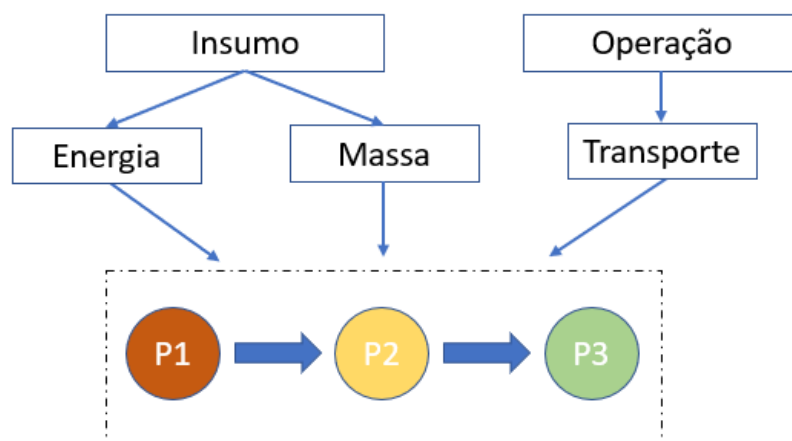 Insumo
Operação
Energia
Massa
Transporte
P1
P2
P3